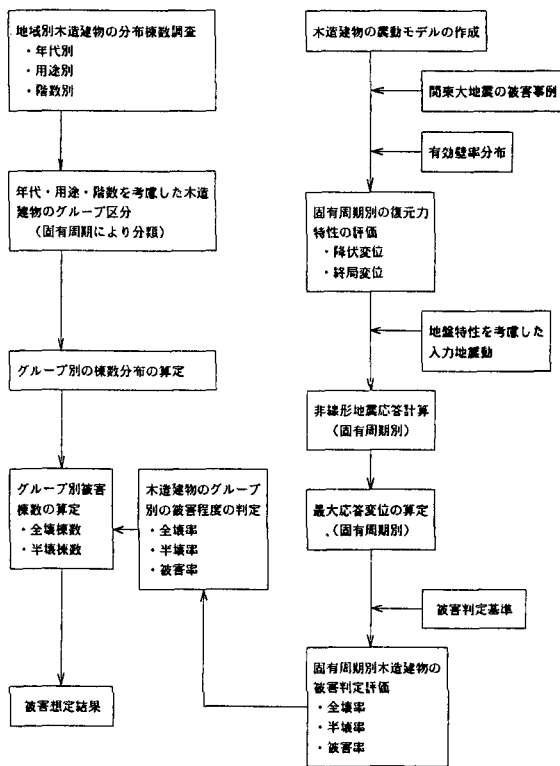 地域別木造建物の分布棟数調査
・年代別
・用途別
・階数別
年代・用途・階数を考慮した木造
建物のグループ区分
（固有周期により分類）
グループ別の棟数分布の算定
グループ別被害
棟数の算定
・全壊棟数
・半壊棟数
被害想定結果
木造建物のグループ
別の被害程度の判定
・全壊率
・半壊率
・被害率
木造建物の震動モデルの作成
関東大地震の被害事例
有効壁率分布
固有周期別の復元力
特性の評価
・降伏変位
・終局変位
地盤特性を考慮した
入力地震動
非線形地震応答計算
（固有周期別）
最大応答変位の算定
、（固有周期別）
被害判定基準
固有周期別木造建物の
被害判定評価
・全壊率
・半壊率
・被害率